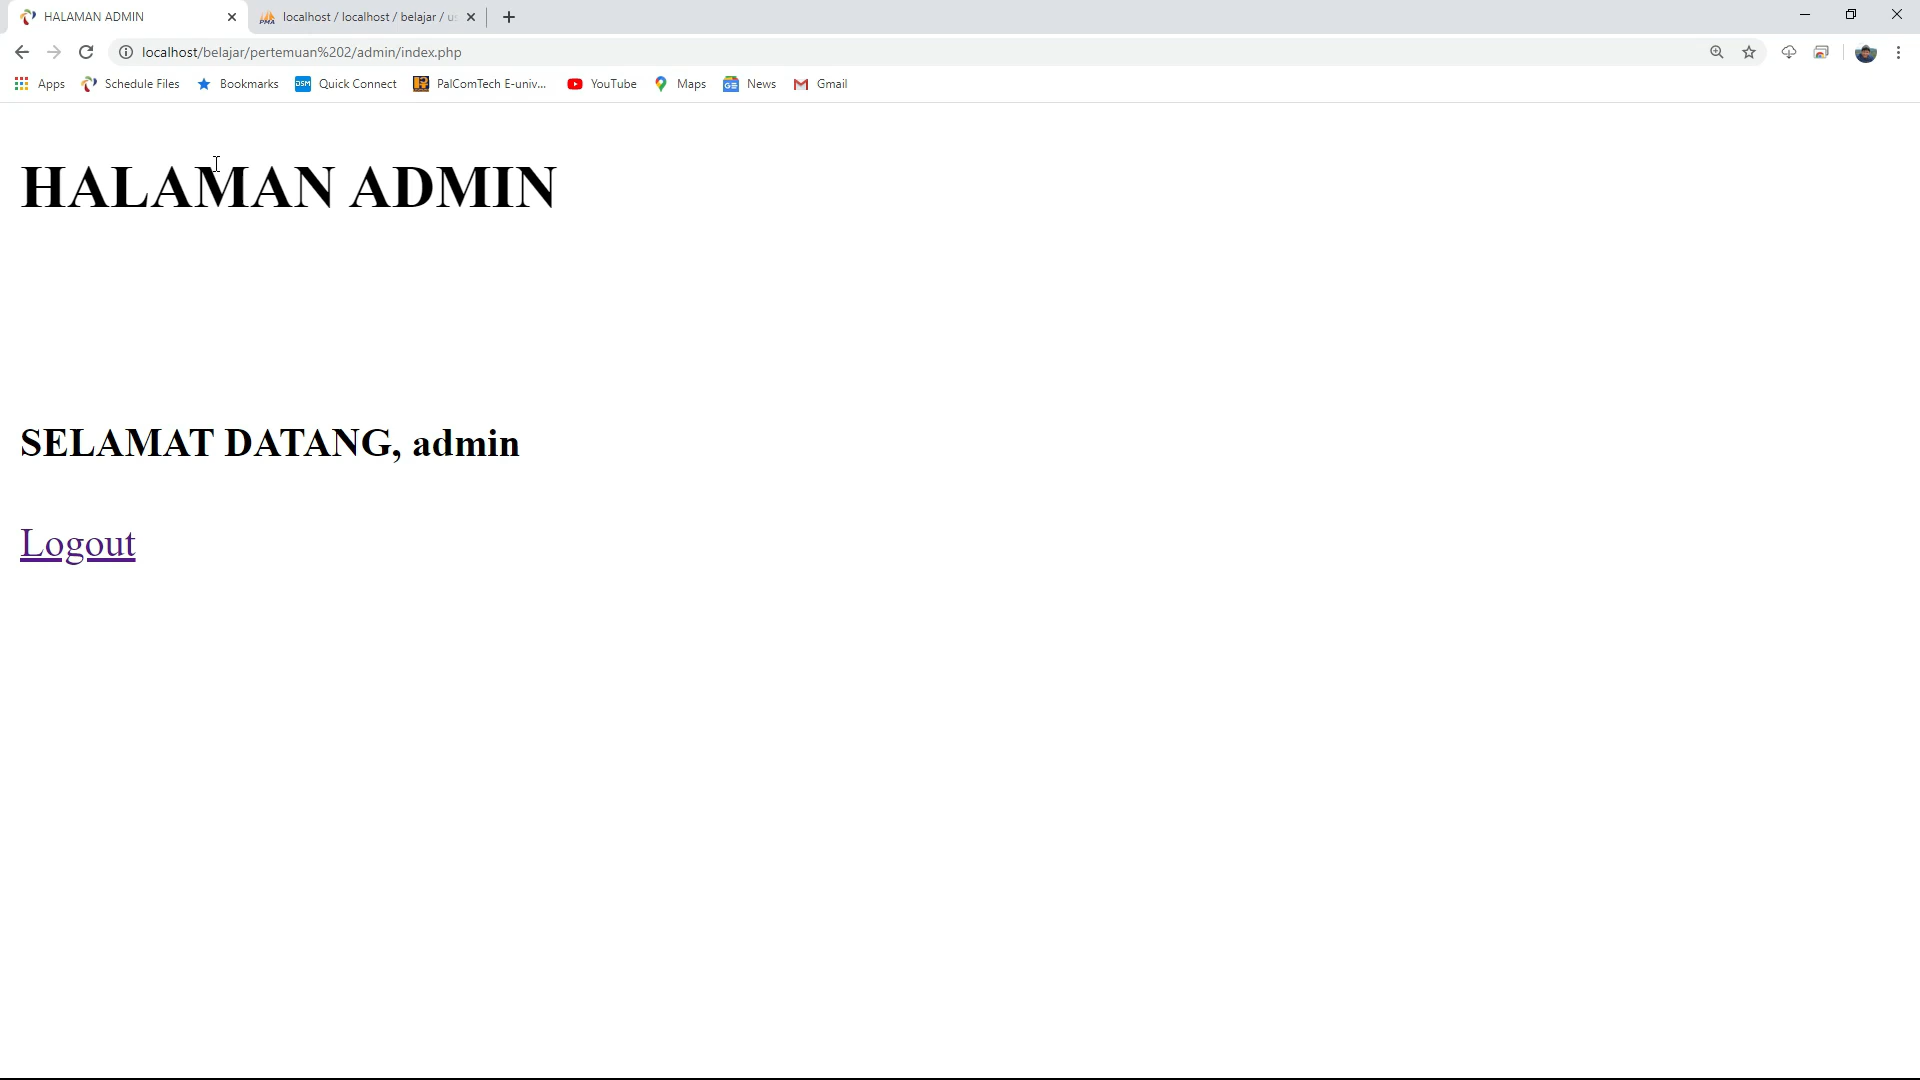 HALAMAN ADMIN
localhost / localhost / belajar /
localhost/belajar/pertemuan%202/admin/index.php
Apps Schedule Files Bookmarks Quick Connect PalComTech E-univ... YouTube Maps News Gmail
HALAMAN ADMIN
SELAMAT DATANG, admin
Logout